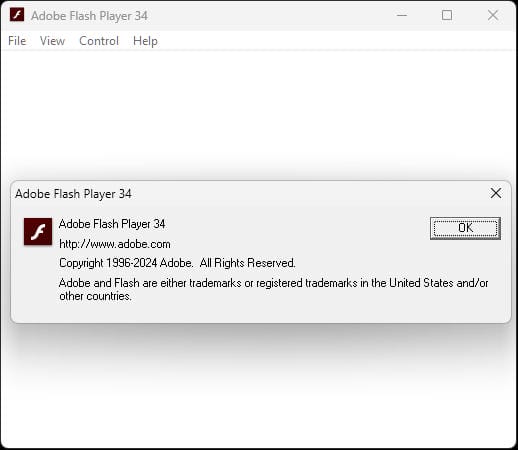 Adobe Flash Player 34
File View Control Help
Adobe Flash Player 34
Adobe Flash Player 34
OK
http://www.adobe.com
Copyright 1996-2024 Adobe.  All Rights Reserved.
Adobe and Flash are either trademarks or registered trademarks in the United States and/or
other countries.